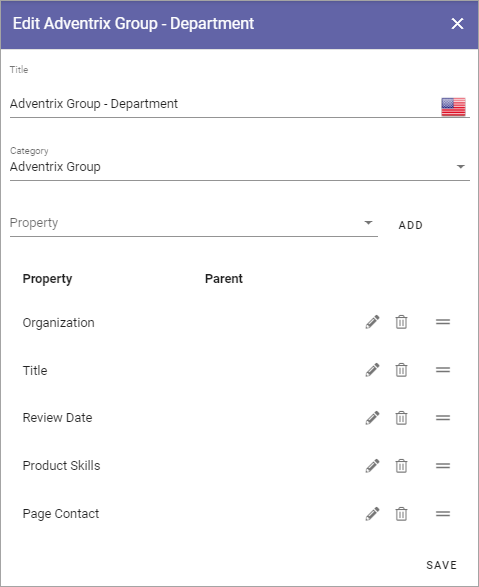 Edit Adventrix Group - Department
Title
Adventrix Group - Department
Category
Adventrix Group
Property
ADD
Property Parent
Organization
Title
Review Date
Product Skills
Page Contact
SAVE